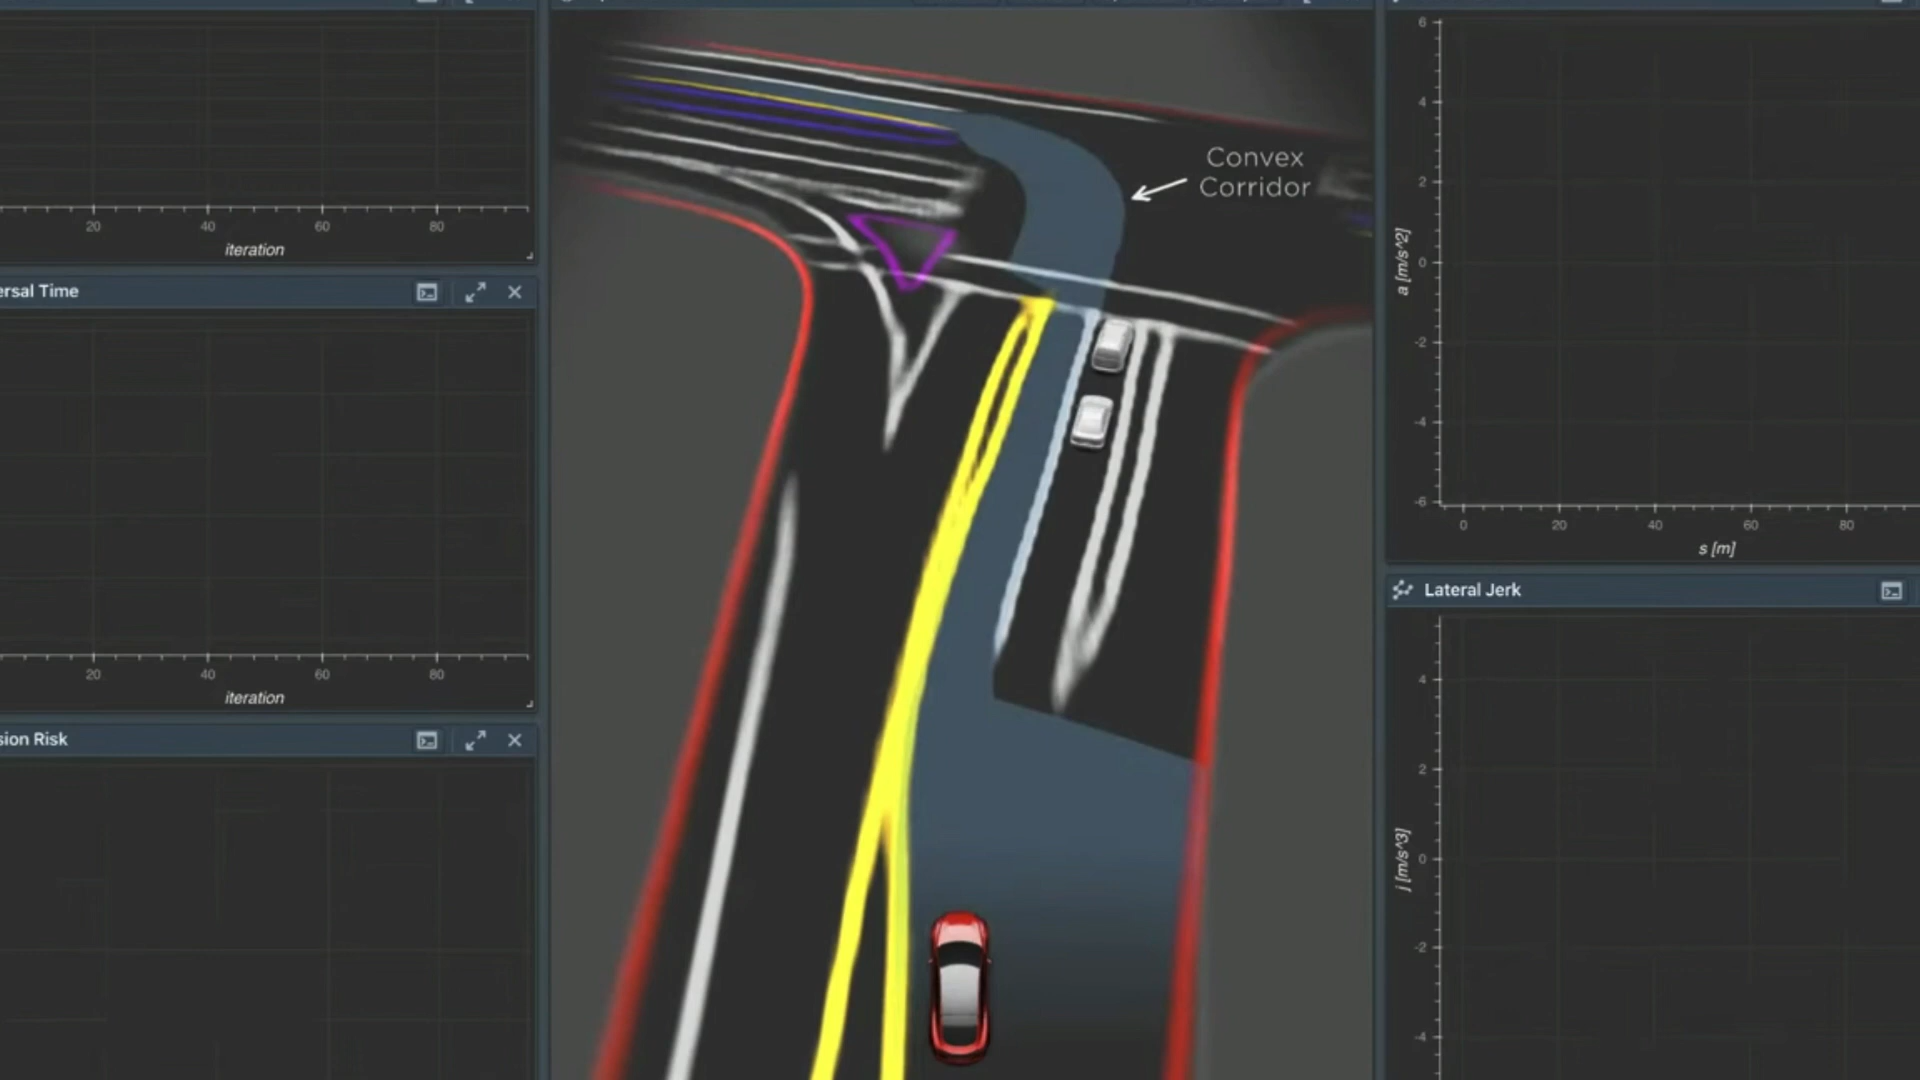 20 40 60 80
iteration
ersal Time
20 40 60 80
iteration
sion Risk
Convex
Corridor
6
4
2
0
-2
-4
-6
a [m/s^2]
0 20 40 60 80
s [m]
Lateral Jerk
4
2
0
-2
-4
j [m/s^3]